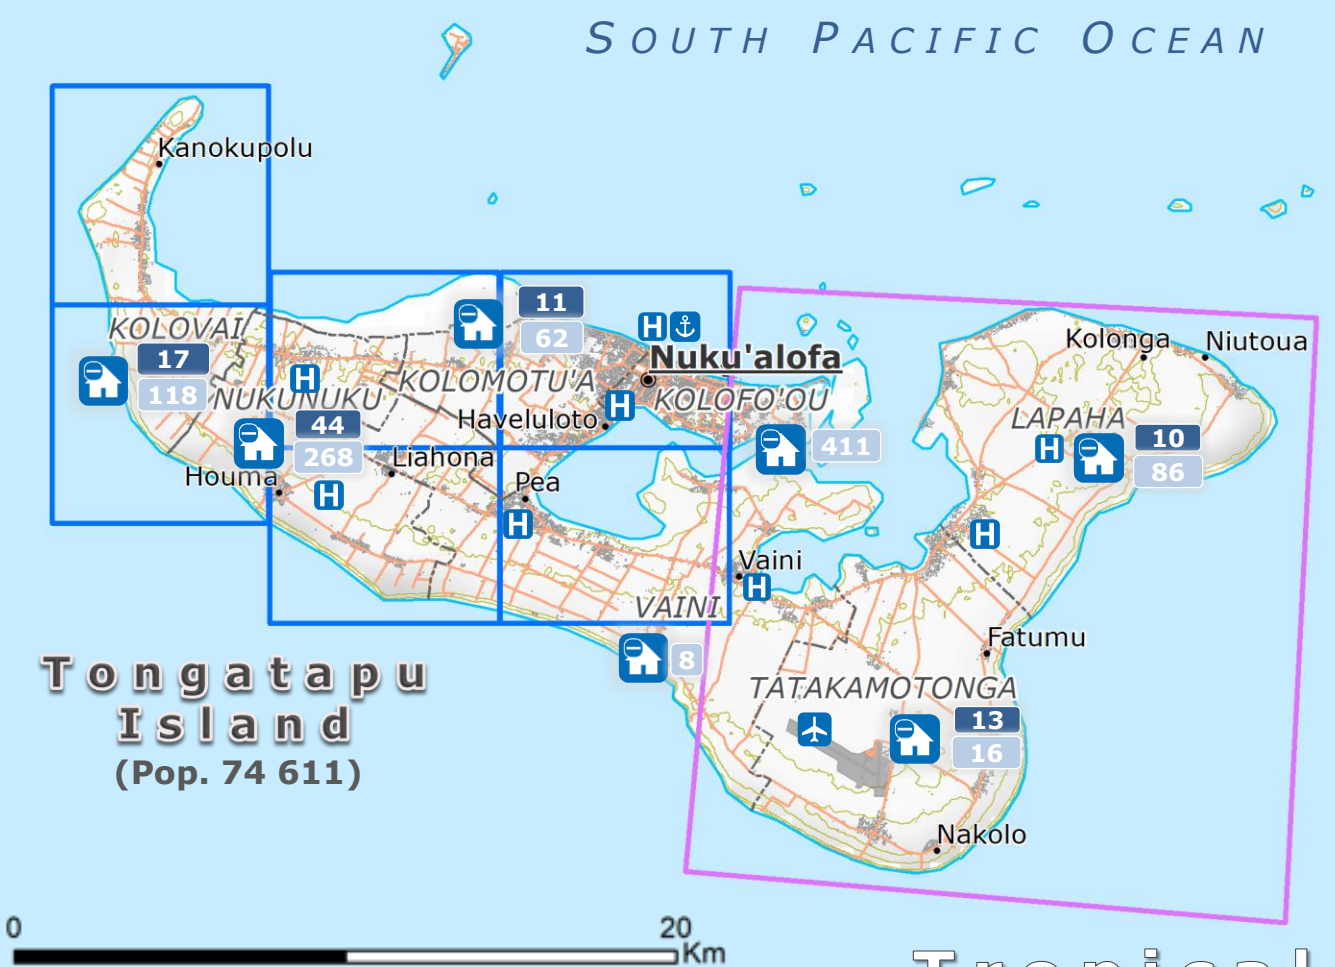 SOUTH PACIFIC OCEAN
Kanokupolu
KOLOVAI
17
118
11
62
H
Nuku'alofa
Kolonga
Niutoua
H
NUKUNUKU
KOLOMOTU'A
KOLOFO'OU
H
Haveluloto
LAPAHA
44
268
411
H
10
86
Houma
Liahona
H
Pea
H
H
Vaini
H
VAINI
8
Fatumu
TATAKAMOTONGA
13
16
Tongatapu
Island
(Pop. 74 611)
Nakolo
0
20
Km
Tropical